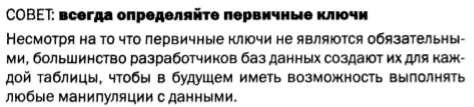 СОВЕТ: всегда определяйте первичные ключи
Несмотря на то что первичные ключи не являются обязательны-
ми, большинство разработчиков баз данных создают их для каж-
дой таблицы, чтобы в будущем иметь возможность выполнять
любые манипуляции с данными.